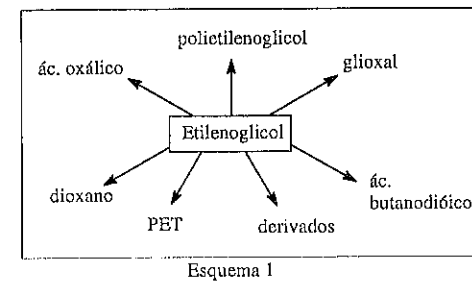 polietilenoglicol
ác. oxálico
glioxal
Etilenoglicol
dioxano
PET
derivados
ác.
butanodióico
Esquema 1